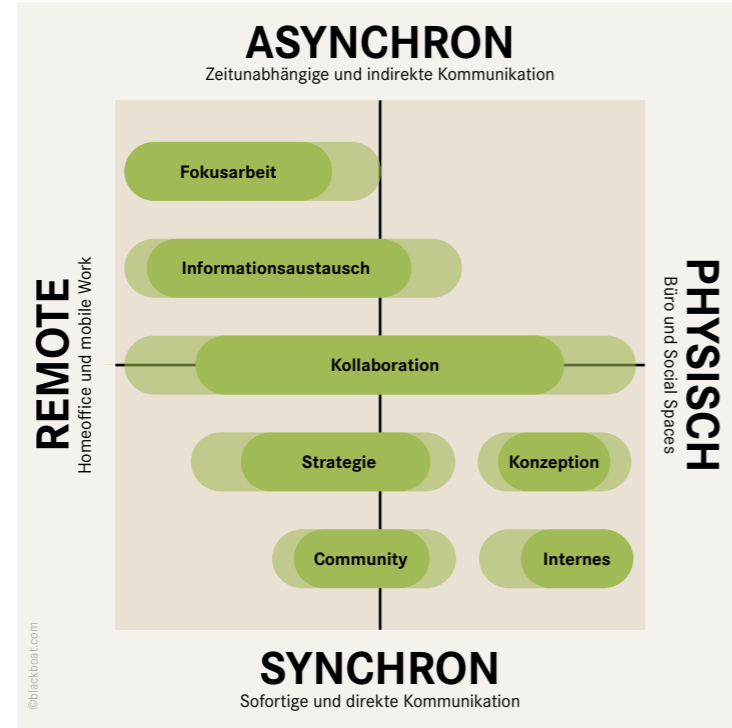 ASYNCHRON
Zeitunabhängige und indirekte Kommunikation
Fokusarbeit
Informationsaustausch
REMOTE
Homeoffice und mobile Work
Kollaboration
PHYSISCH
Büro und Social Spaces
Strategie
Konzeption
Community
Internes
SYNCHRON
Sofortige und direkte Kommunikation
©blackboat.com